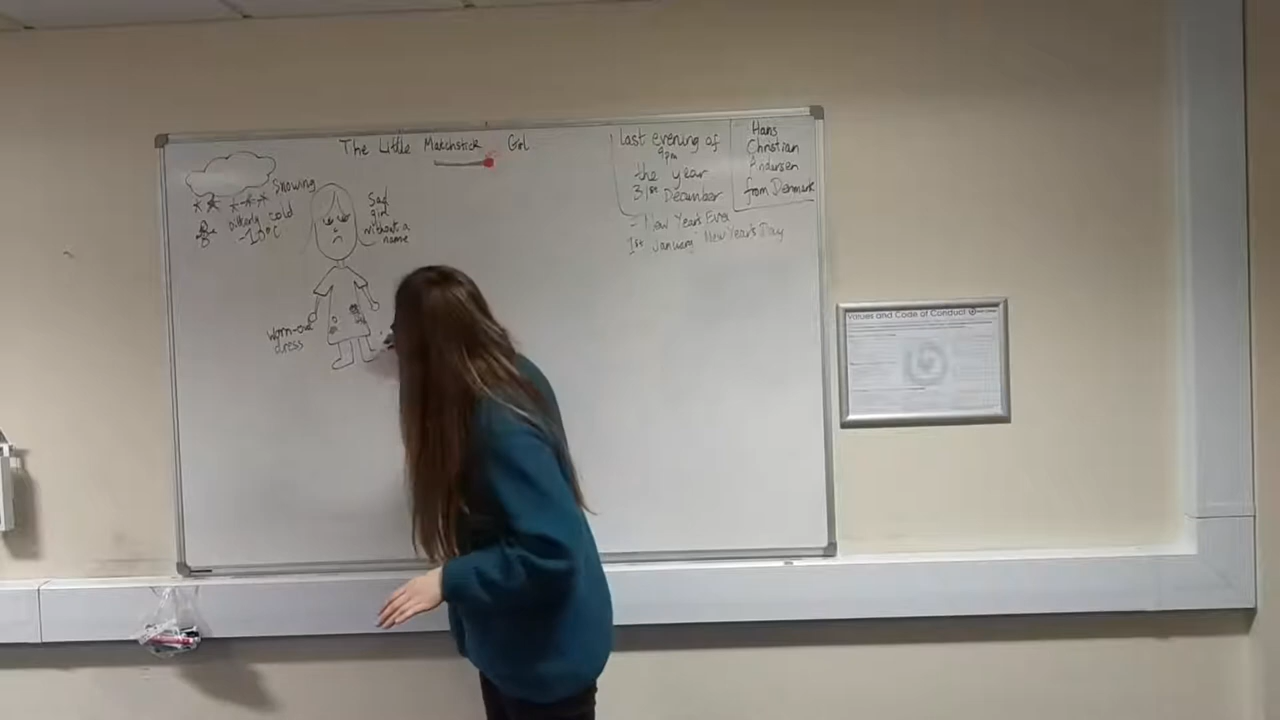 The Little Matchstick Girl
Snowing
bitterly cold
-10°C
Sad
girl
without a
name
worn-out
dress
Last evening of
9pm
the year
31st December
= New Year's Eve
1st January New Year's Day
Hans
Christian
Andersen
from Denmark
Values and Code of Conduct